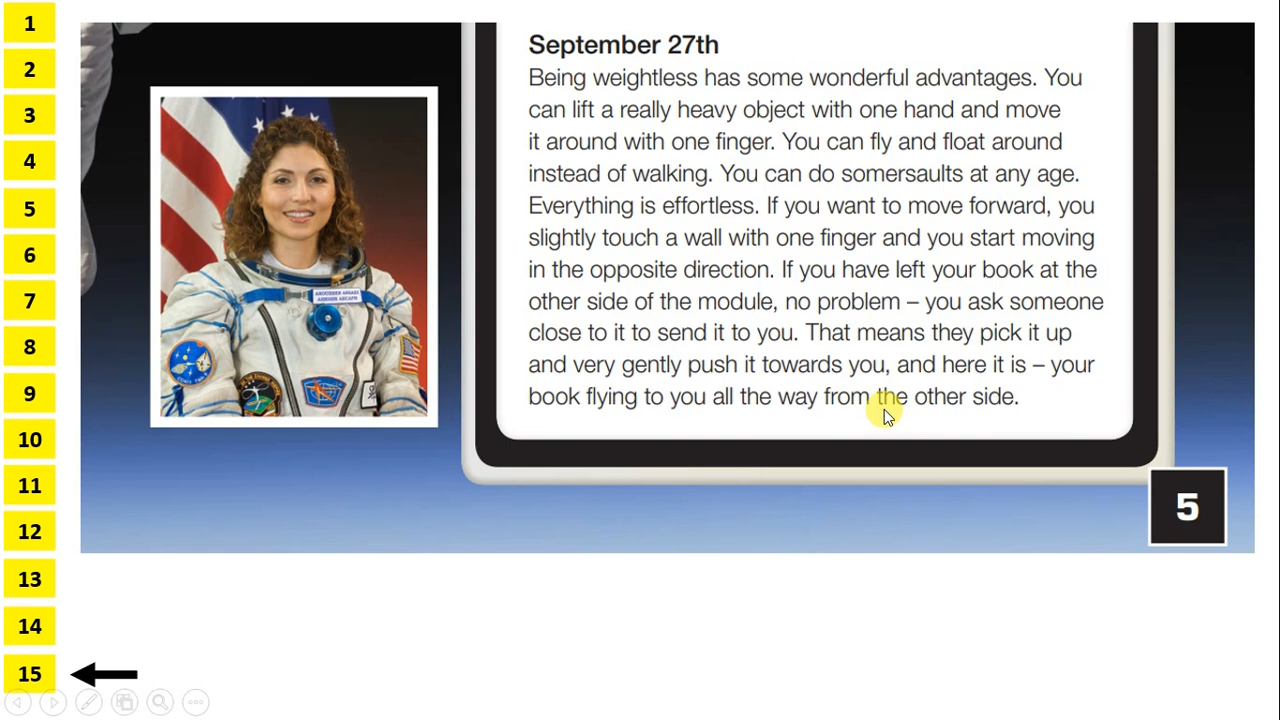 1
2
3
4
5
6
7
8
9
10
11
12
13
14
15
September 27th
Being weightless has some wonderful advantages. You
can lift a really heavy object with one hand and move
it around with one finger. You can fly and float around
instead of walking. You can do somersaults at any age.
Everything is effortless. If you want to move forward, you
slightly touch a wall with one finger and you start moving
in the opposite direction. If you have left your book at the
other side of the module, no problem – you ask someone
close to it to send it to you. That means they pick it up
and very gently push it towards you, and here it is – your
book flying to you all the way from the other side.
5